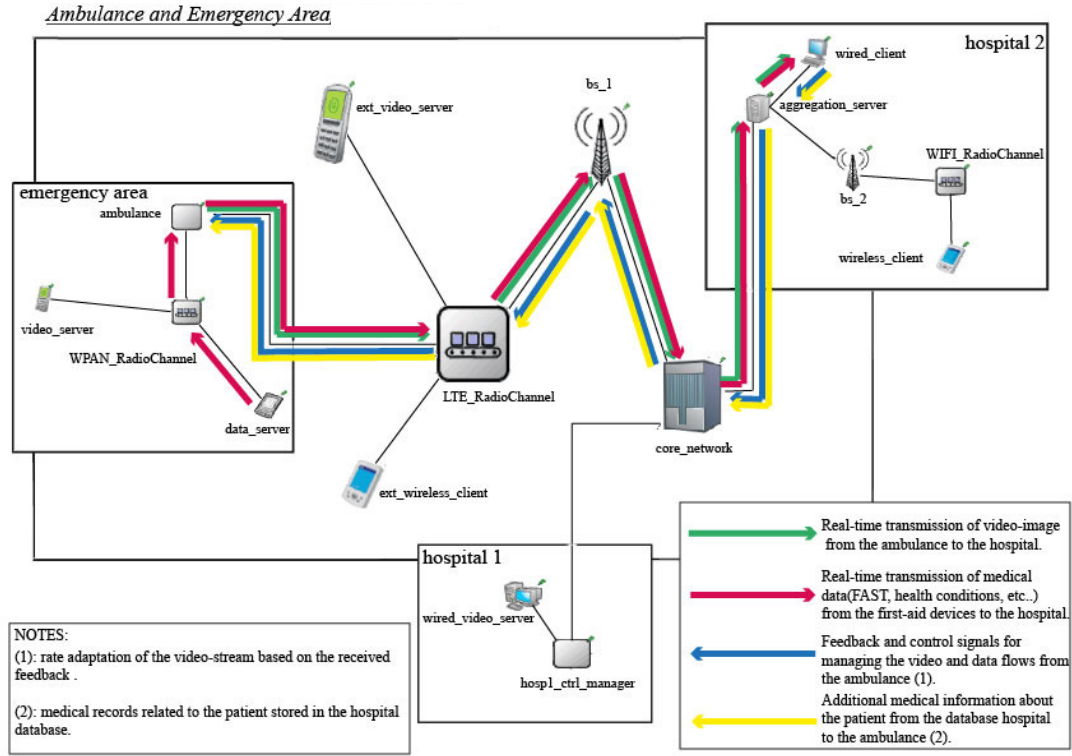 Ambulance and Emergency Area
hospital 2
wired_client
aggregation_server
bs_1
ext_video_server
WIFI_RadioChannel
bs_2
wireless_client
emergency area
ambulance
video_server
WPAN_RadioChannel
data_server
LTE_RadioChannel
core_network
ext_wireless_client
hospital 1
wired_video_server
hosp1_ctrl_manager
NOTES:
(1): rate adaptation of the video-stream based on the received
feedback .
(2): medical records related to the patient stored in the hospital
database.
Real-time transmission of video-image
from the ambulance to the hospital.
Real-time transmission of medical
data(FAST, health conditions, etc..)
from the first-aid devices to the hospital.
Feedback and control signals for
managing the video and data flows from
the ambulance (1).
Additional medical information about
the patient from the database hospital
to the ambulance (2).